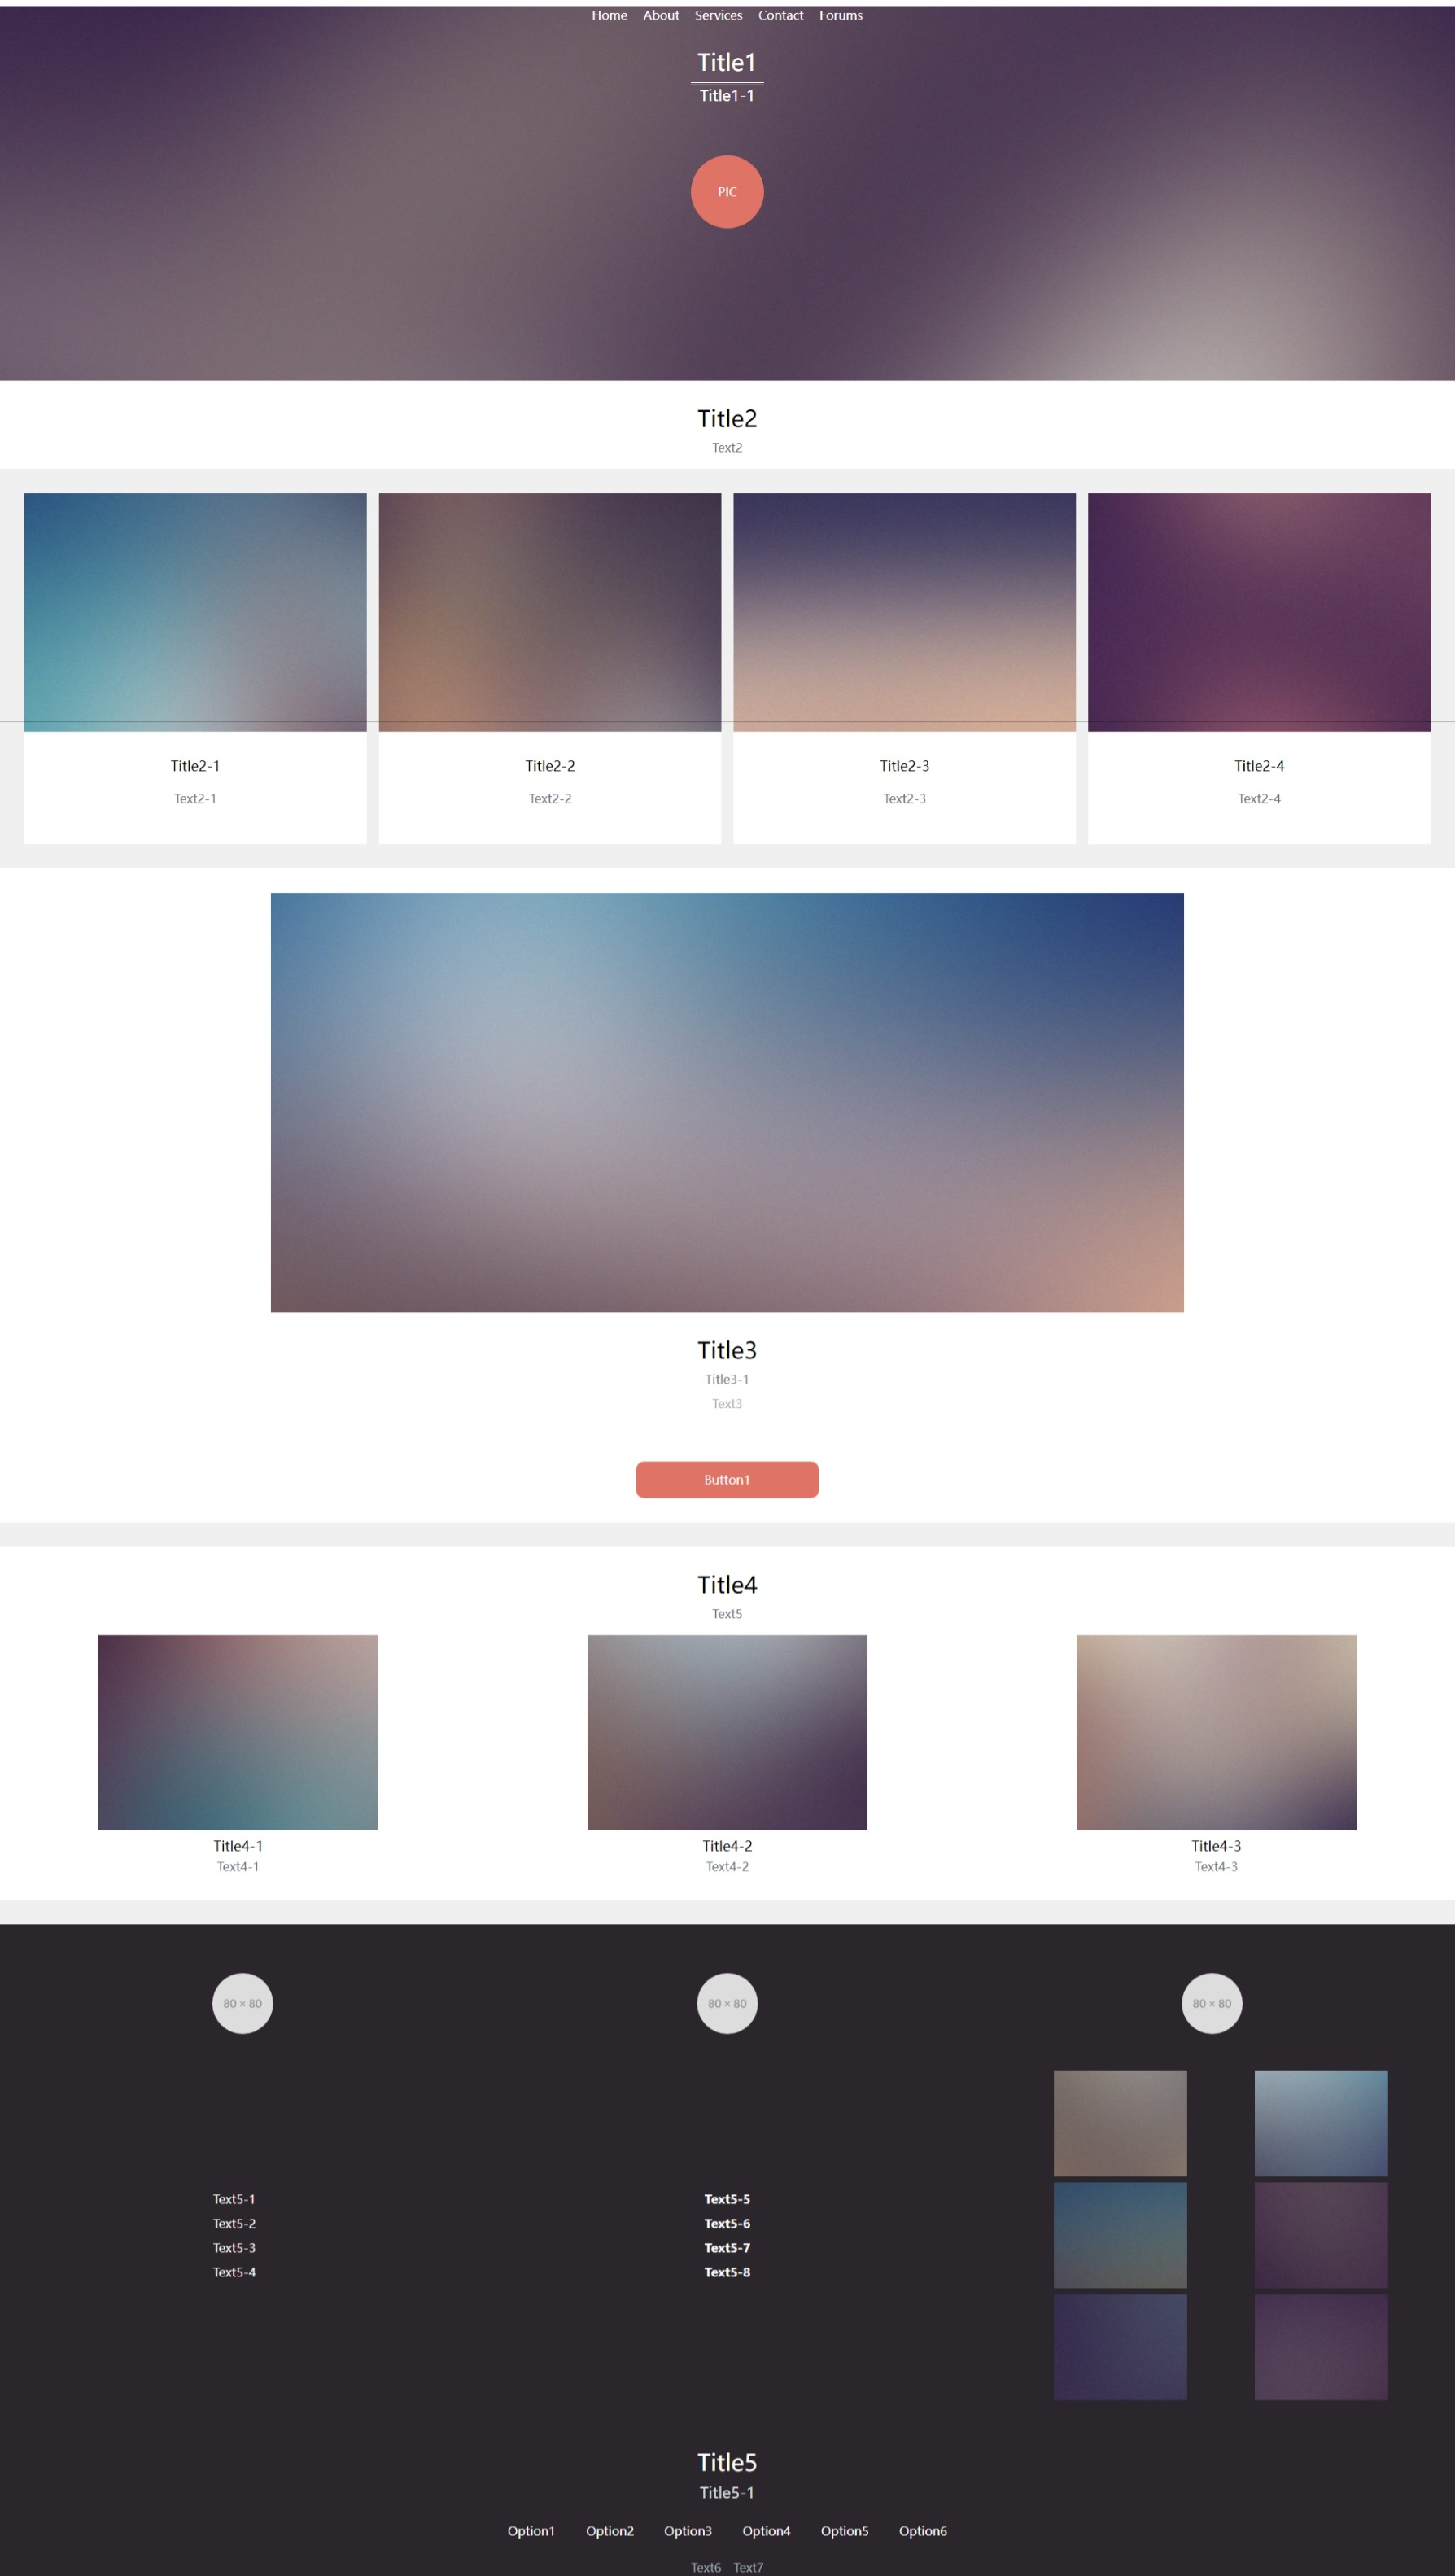 Home About Services Contact Forums
Title1
Title1-1
PIC
Title2
Text2
Title2-1 Title2-2 Title2-3 Title2-4
Text2-1 Text2-2 Text2-3 Text2-4
Title3
Title3-1
Text3
Button1
Title4
Text5
Title4-1 Title4-2 Title4-3
Text4-1 Text4-2 Text4-3
80 × 80 80 × 80 80 × 80
Text5-1 Text5-5
Text5-2 Text5-6
Text5-3 Text5-7
Text5-4 Text5-8
Title5
Title5-1
Option1 Option2 Option3 Option4 Option5 Option6
Text6 Text7